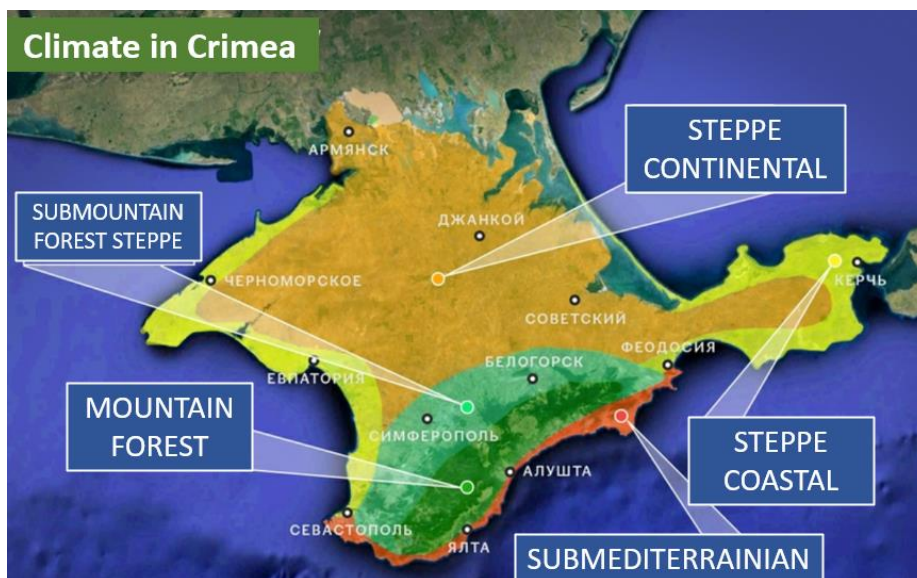 Climate in Crimea
STEPPE
CONTINENTAL
АРМЯНСК
SUBMOUNTAIN
FOREST STEPPE
ДЖАНКОЙ
ЧЕРНОМОРСКОЕ
КЕРЧЬ
СОВЕТСКИЙ
ФЕОДОСИЯ
БЕЛОГОРСК
ЕВПАТОРИЯ
MOUNTAIN
FOREST
СИМФЕРОПОЛЬ
STEPPE
COASTAL
АЛУШТА
СЕВАСТОПОЛЬ
ЯЛТА
SUBMEDITERRAINIAN